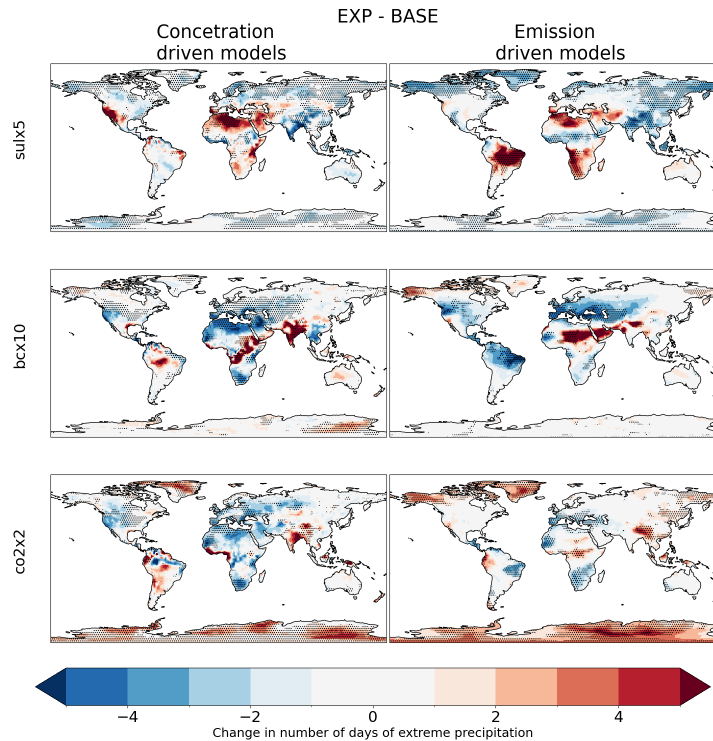 EXP - BASE
Concetration
driven models
Emission
driven models
sulx5
bcx10
co2x2
−4
−2
0
2
4
Change in number of days of extreme precipitation